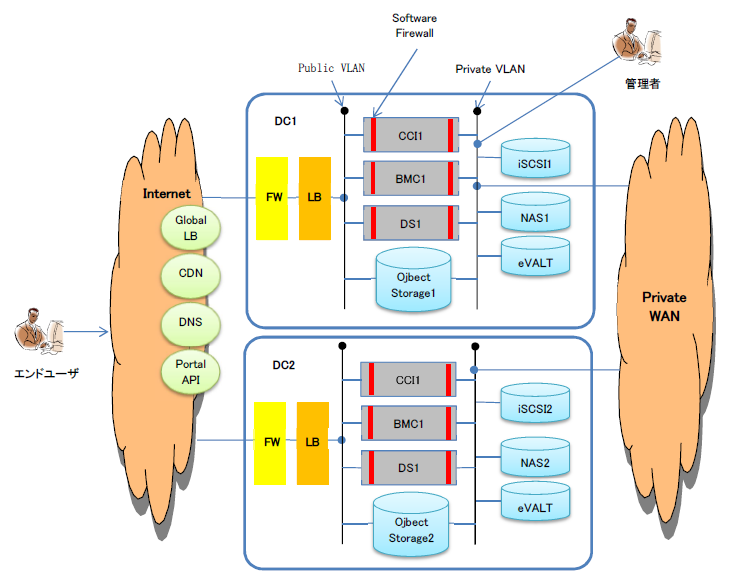 Software
Firewall
Public VLAN
Private VLAN
管理者
DC1
CCI1
iSCSI1
BMC1
Internet
FW
LB
NAS1
DS1
Global
LB
eVALT
CDN
Ojbect
Storage1
Private
WAN
DNS
エンドユーザ
Portal
API
DC2
CCI1
iSCSI2
BMC1
FW
LB
NAS2
DS1
eVALT
Ojbect
Storage2